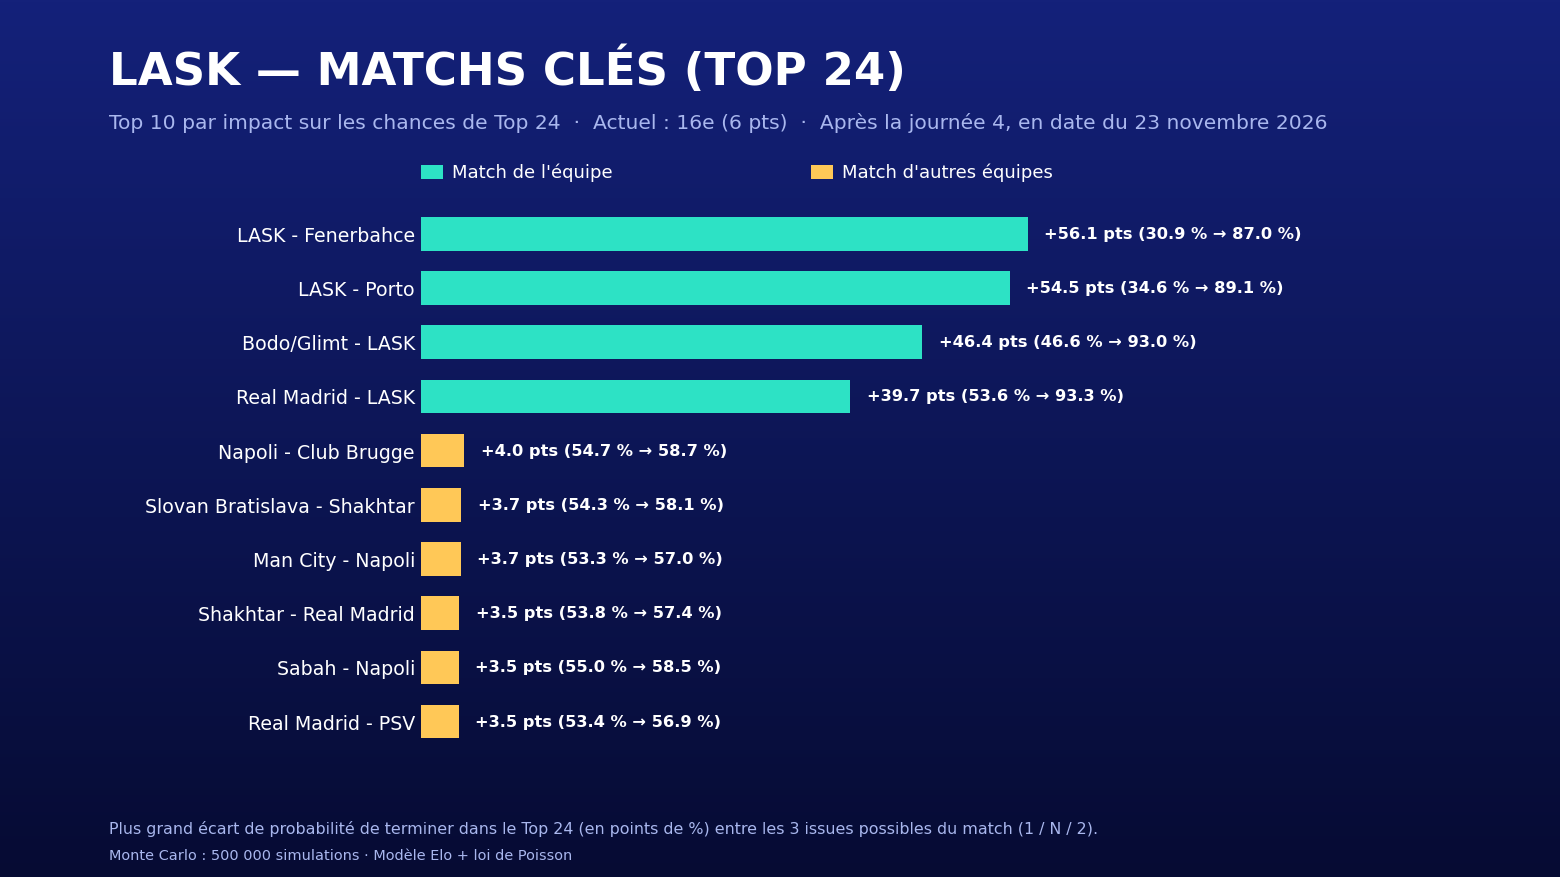 LASK — MATCHS CLÉS (TOP 24)
Top 10 par impact sur les chances de Top 24 · Actuel : 16e (6 pts) · Après la journée 4, en date du 23 novembre 2026
Match de l'équipe
Match d'autres équipes
LASK - Fenerbahce +56.1 pts (30.9 % → 87.0 %)
LASK - Porto +54.5 pts (34.6 % → 89.1 %)
Bodo/Glimt - LASK +46.4 pts (46.6 % → 93.0 %)
Real Madrid - LASK +39.7 pts (53.6 % → 93.3 %)
Napoli - Club Brugge +4.0 pts (54.7 % → 58.7 %)
Slovan Bratislava - Shakhtar +3.7 pts (54.3 % → 58.1 %)
Man City - Napoli +3.7 pts (53.3 % → 57.0 %)
Shakhtar - Real Madrid +3.5 pts (53.8 % → 57.4 %)
Sabah - Napoli +3.5 pts (55.0 % → 58.5 %)
Real Madrid - PSV +3.5 pts (53.4 % → 56.9 %)
Plus grand écart de probabilité de terminer dans le Top 24 (en points de %) entre les 3 issues possibles du match (1 / N / 2).
Monte Carlo : 500 000 simulations · Modèle Elo + loi de Poisson